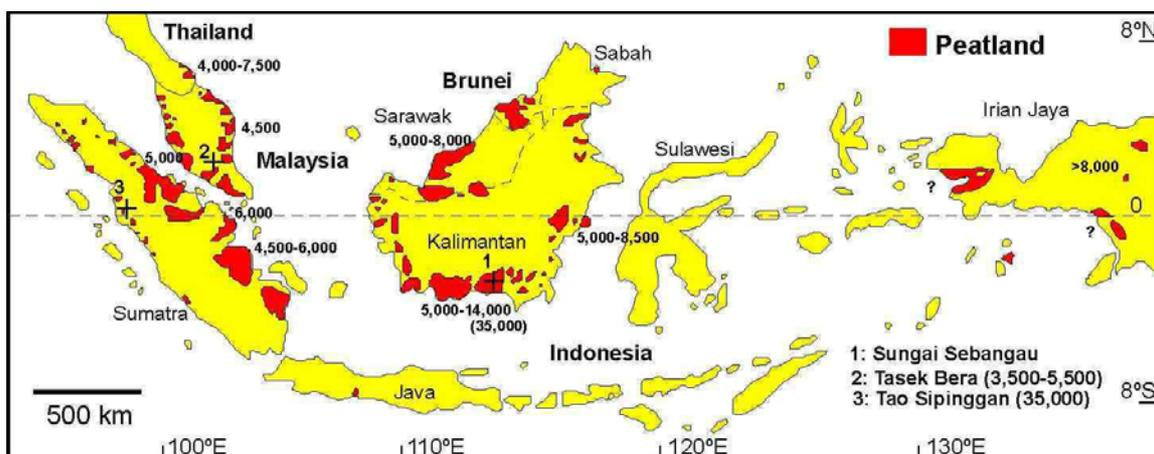 Thailand
4,000-7,500
Sabah
8ºN
Peatland
Brunei
Irian Jaya
Sarawak
5,000-8,000
4,500
Sulawesi
5,000
2
Malaysia
>8,000
3
?
6,000
0
Kalimantan
?
4,500-6,000
5,000-8,500
1
Sumatra
5,000-14,000
(35,000)
Indonesia
1: Sungai Sebangau
2: Tasek Bera (3,500-5,500)
3: Tao Sipinggan (35,000)
Java
8ºS
500 km
100ºE
110ºE
120ºE
130ºE